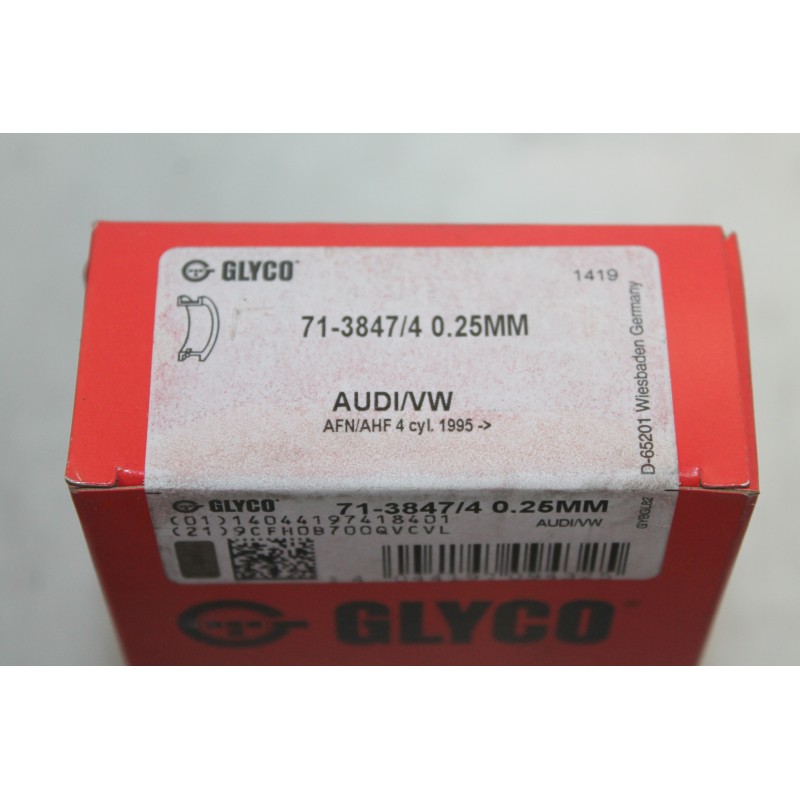 GLYCO
1419
71-3847/4 0.25MM
AUDI/VW
AFN/AHF 4 cyl. 1995 ->
D-65201 Wiesbaden Germany
GLYCO 71-3847/4 0.25MM
(01)14044197418401
AUDI/VW
(21)9CFH0B700QVCVL
GLYCO